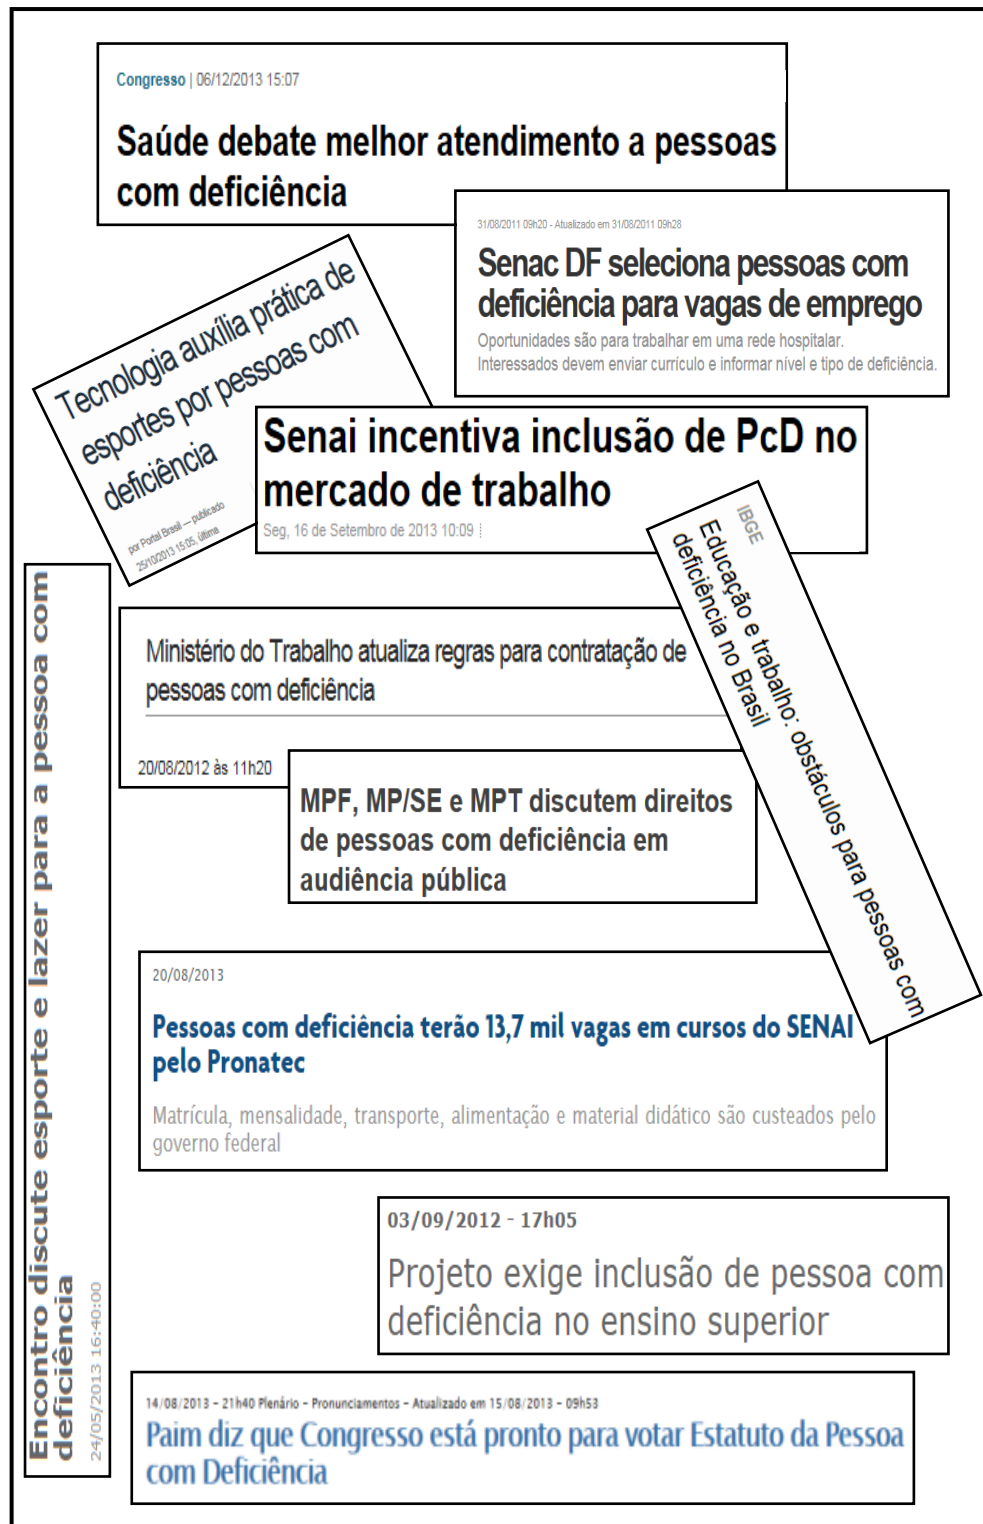 Congresso | 06/12/2013 15:07
Saúde debate melhor atendimento a pessoas
com deficiência
31/08/2011 09h20 - Atualizado em 31/08/2011 09h28
Senac DF seleciona pessoas com
deficiência para vagas de emprego
Oportunidades são para trabalhar em uma rede hospitalar.
Interessados devem enviar currículo e informar nível e tipo de deficiência.
Tecnologia auxília prática de
esportes por pessoas com
deficiência
por Portal Brasil — publicado
25/10/2013 15:05, última
Senai incentiva inclusão de PcD no
mercado de trabalho
Seg, 16 de Setembro de 2013 10:09
IBGE
Educação e trabalho: obstáculos para pessoas com
deficiência no Brasil
Encontro discute esporte e lazer para a pessoa com
deficiência
24/05/2013 16:40:00
Ministério do Trabalho atualiza regras para contratação de
pessoas com deficiência
20/08/2012 às 11h20
MPF, MP/SE e MPT discutem direitos
de pessoas com deficiência em
audiência pública
20/08/2013
Pessoas com deficiência terão 13,7 mil vagas em cursos do SENAI
pelo Pronatec
Matrícula, mensalidade, transporte, alimentação e material didático são custeados pelo
governo federal
03/09/2012 - 17h05
Projeto exige inclusão de pessoa com
deficiência no ensino superior
14/08/2013 - 21h40 Plenário - Pronunciamentos - Atualizado em 15/08/2013 - 09h53
Paim diz que Congresso está pronto para votar Estatuto da Pessoa
com Deficiência